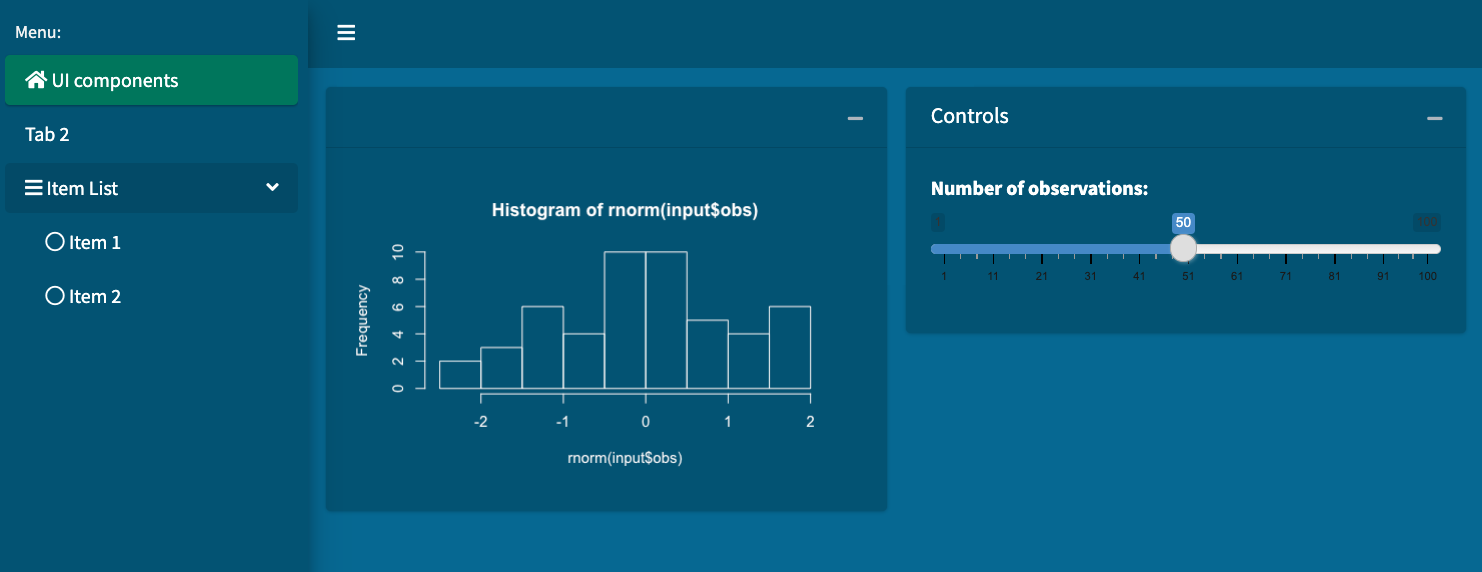 Menu:
UI components
Tab 2
Item List
Item 1
Item 2
Histogram of rnorm(input$obs)
Frequency
0 2 4 6 8 10
-2 -1 0 1 2
rnorm(input$obs)
Controls
Number of observations:
50
1 11 21 31 41 51 61 71 81 91 100